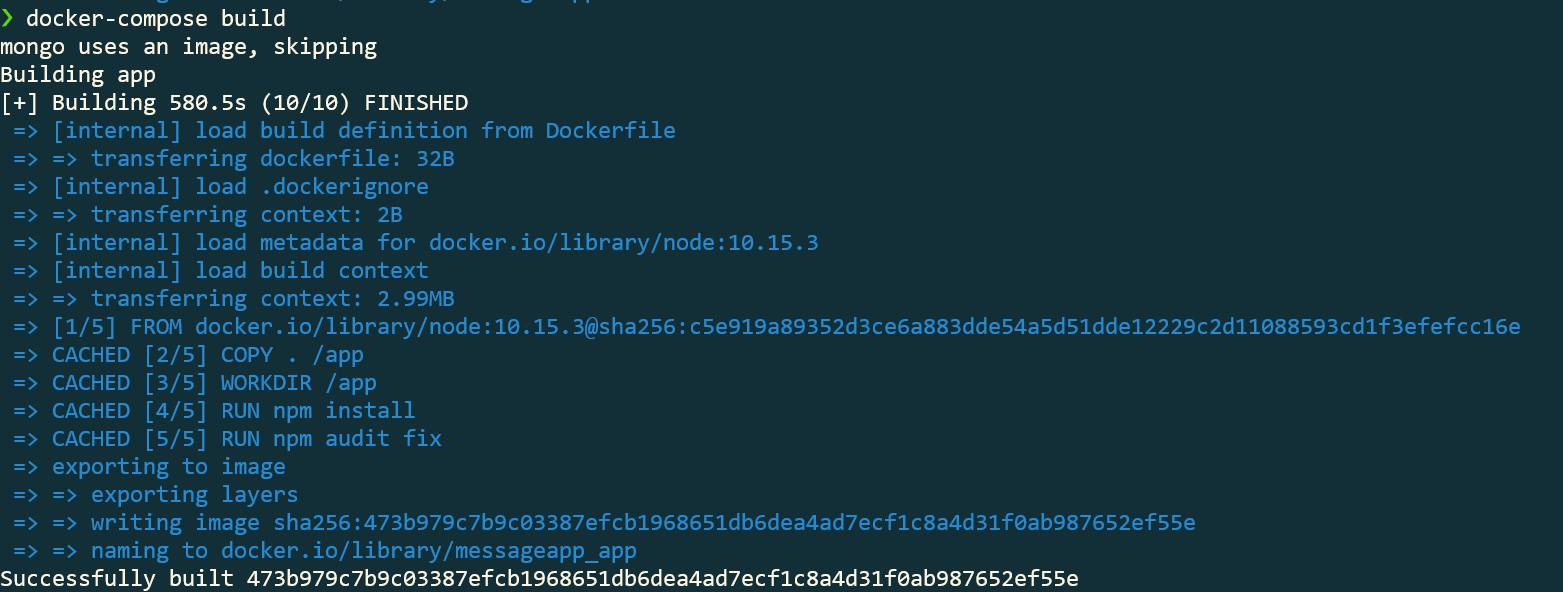 ❯ docker-compose build
mongo uses an image, skipping
Building app
[+] Building 580.5s (10/10) FINISHED
=> [internal] load build definition from Dockerfile
=> => transferring dockerfile: 32B
=> [internal] load .dockerignore
=> => transferring context: 2B
=> [internal] load metadata for docker.io/library/node:10.15.3
=> [internal] load build context
=> => transferring context: 2.99MB
=> [1/5] FROM docker.io/library/node:10.15.3@sha256:c5e919a89352d3ce6a883dde54a5d51dde12229c2d11088593cd1f3efefcc16e
=> CACHED [2/5] COPY . /app
=> CACHED [3/5] WORKDIR /app
=> CACHED [4/5] RUN npm install
=> CACHED [5/5] RUN npm audit fix
=> exporting to image
=> => exporting layers
=> => writing image sha256:473b979c7b9c03387efcb1968651db6dea4ad7ecf1c8a4d31f0ab987652ef55e
=> => naming to docker.io/library/messageapp_app
Successfully built 473b979c7b9c03387efcb1968651db6dea4ad7ecf1c8a4d31f0ab987652ef55e